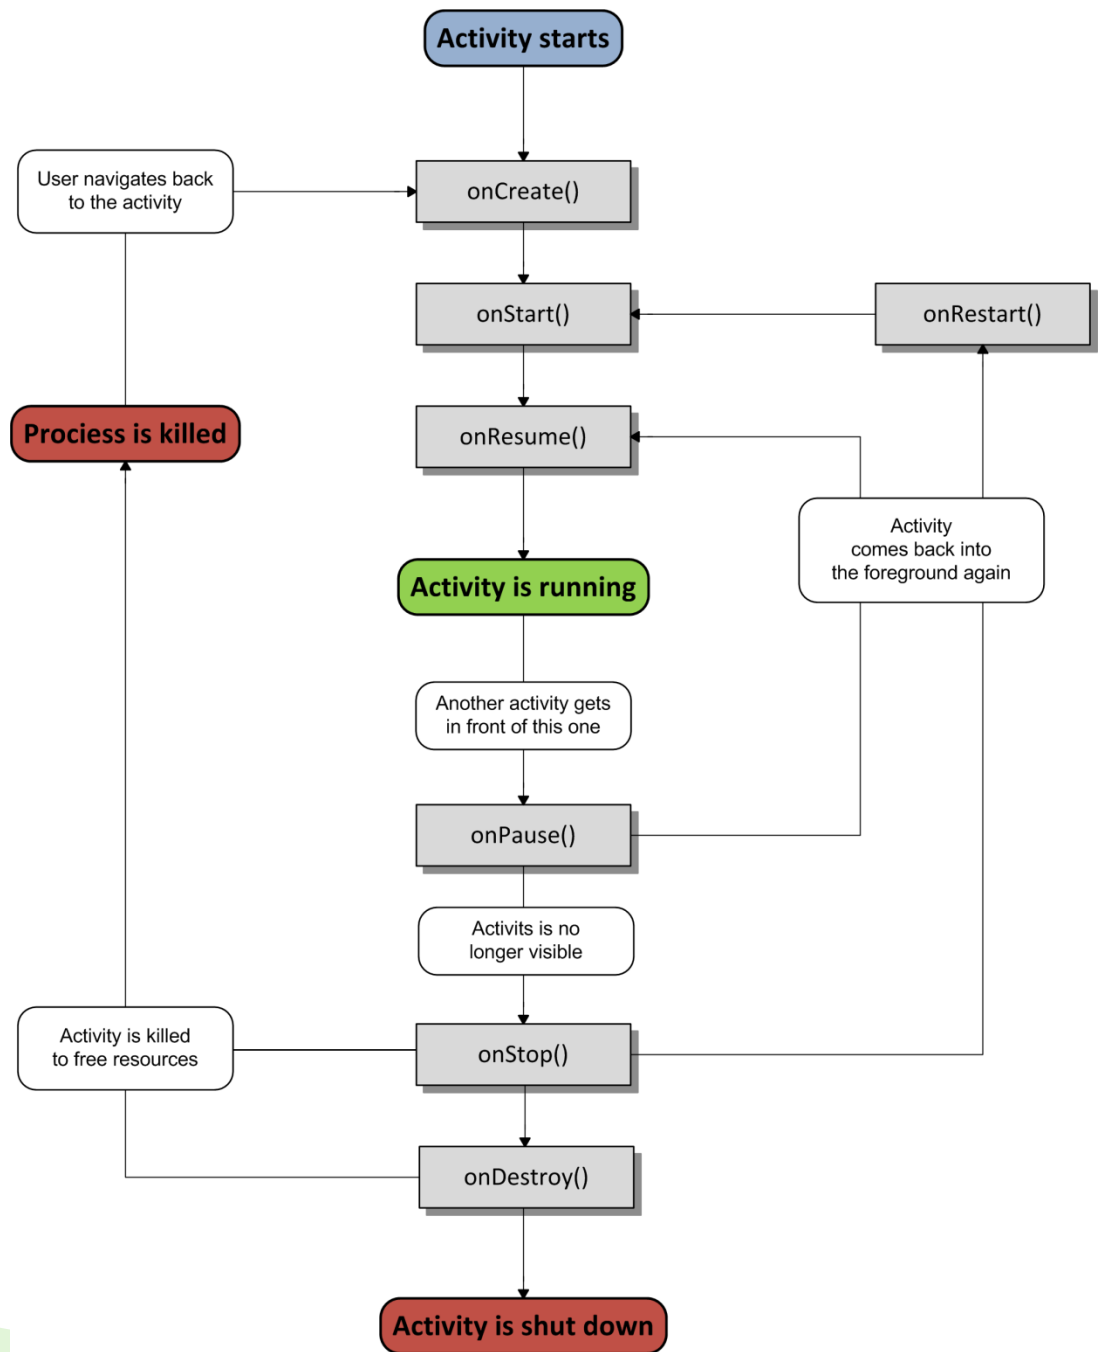 Activity starts
User navigates back
to the activity
onCreate()
onStart()
onRestart()
Prociess is killed
onResume()
Activity
comes back into
the foreground again
Activity is running
Another activity gets
in front of this one
onPause()
Activits is no
longer visible
Activity is killed
to free resources
onStop()
onDestroy()
Activity is shut down